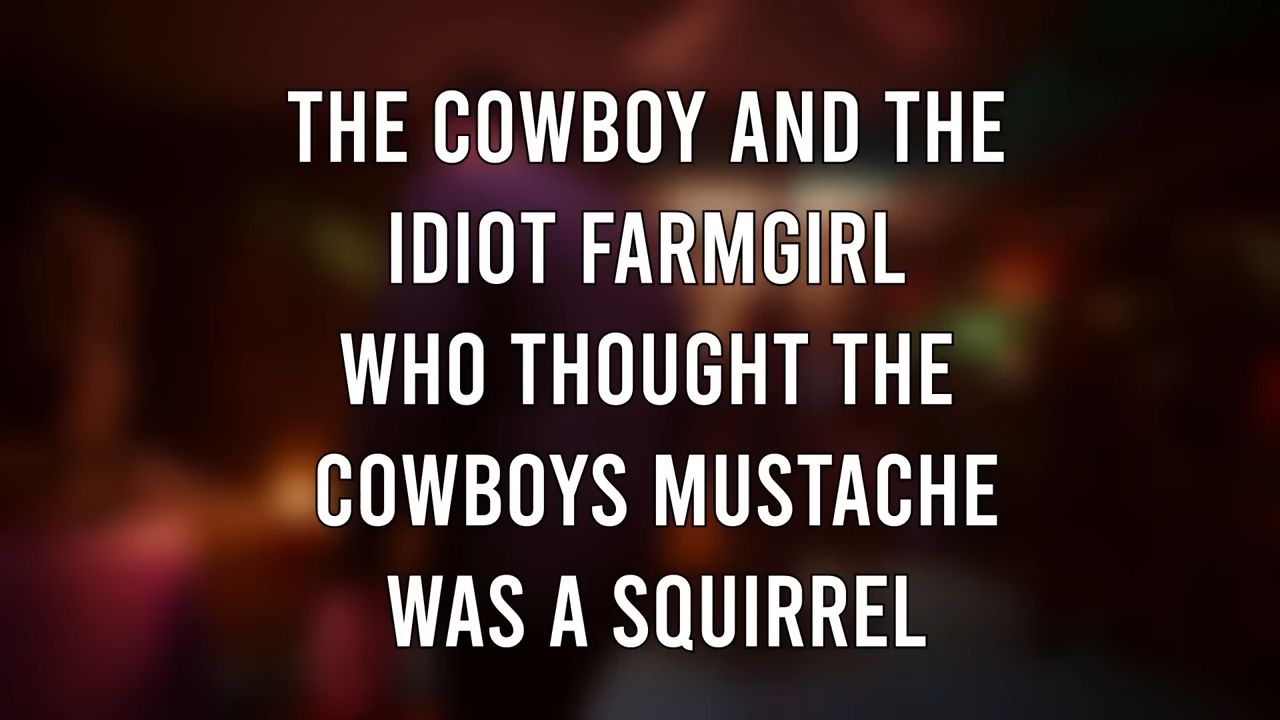 THE COWBOY AND THE
IDIOT FARMGIRL
WHO THOUGHT THE
COWBOYS MUSTACHE
WAS A SQUIRREL